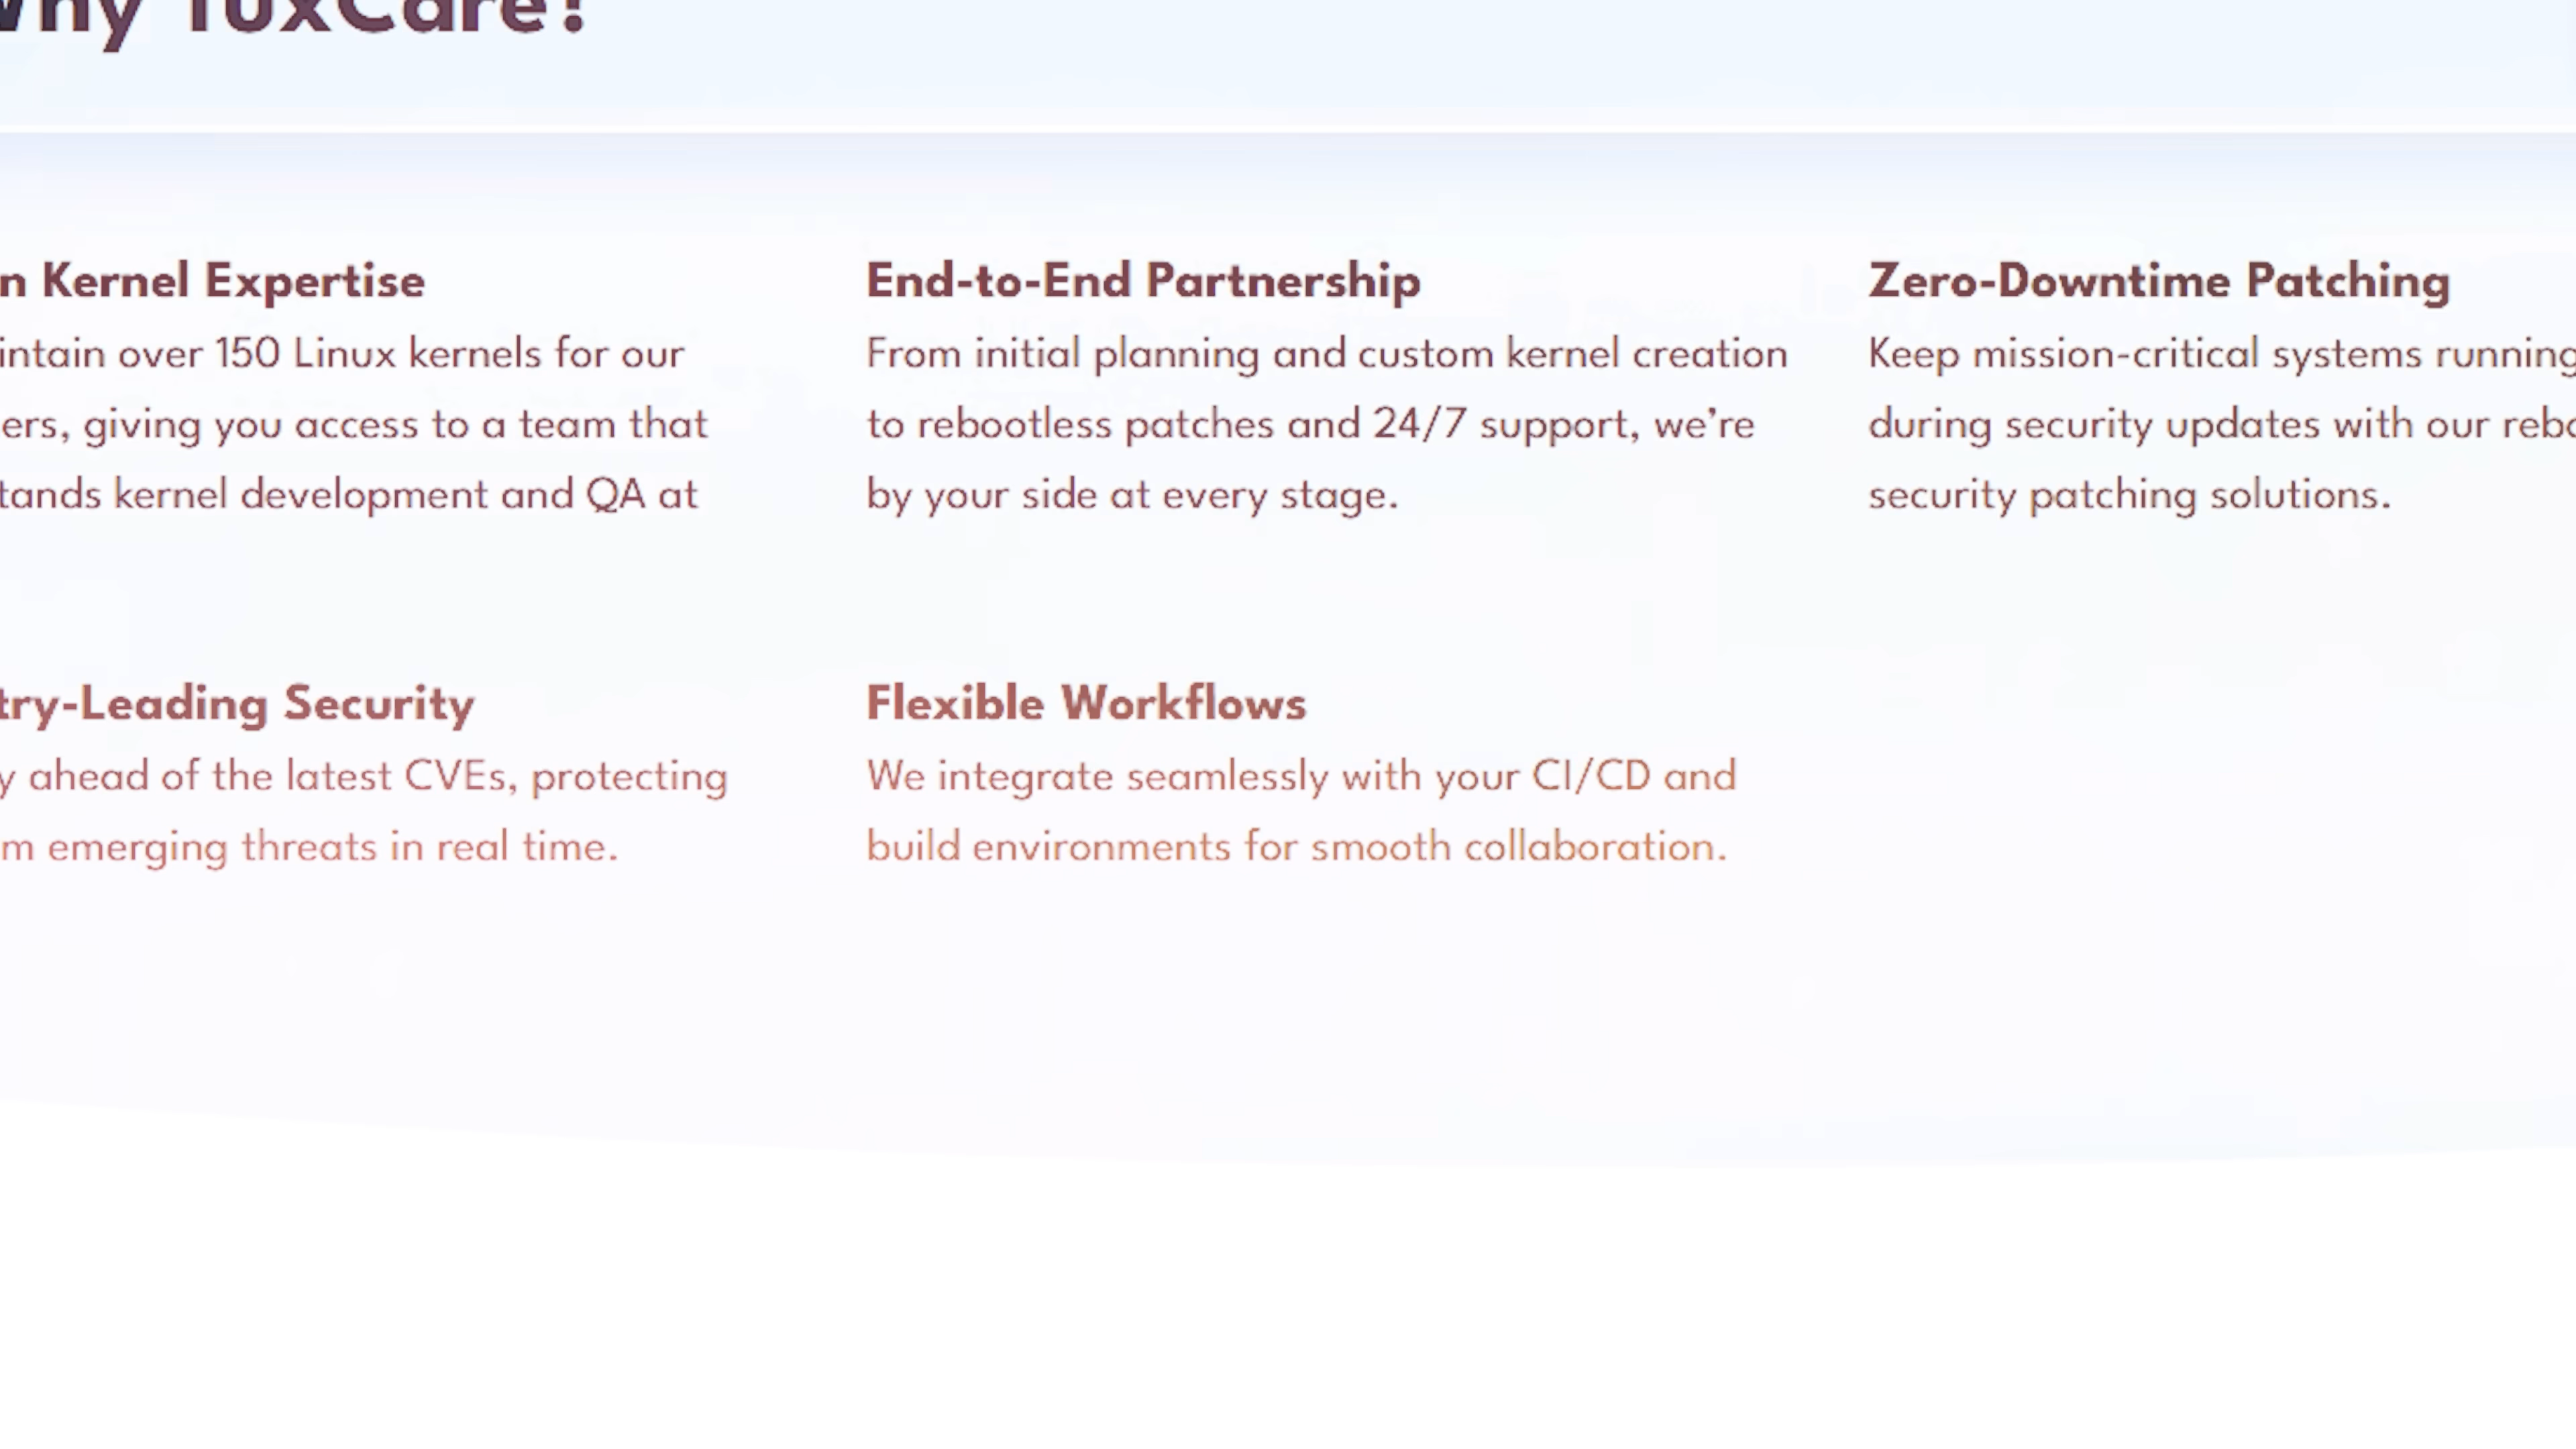 Why TuxCare?
n Kernel Expertise
intain over 150 Linux kernels for our
ers, giving you access to a team that
tands kernel development and QA at
End-to-End Partnership
From initial planning and custom kernel creation
to rebootless patches and 24/7 support, we’re
by your side at every stage.
Zero-Downtime Patching
Keep mission-critical systems running
during security updates with our rebo
security patching solutions.
try-Leading Security
y ahead of the latest CVEs, protecting
m emerging threats in real time.
Flexible Workflows
We integrate seamlessly with your CI/CD and
build environments for smooth collaboration.